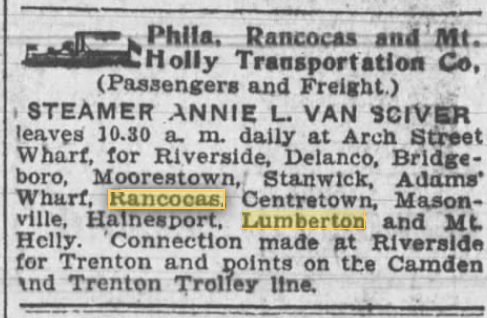 Phila, Rancocas and Mt.
Holly Transportation Co,
(Passengers and Freight.)
STEAMER ANNIE L. VAN SCIVER
leaves 10.30 a. m. daily at Arch Street
Wharf, for Riverside, Delanco, Bridge-
boro, Moorestown, Stanwick, Adams'
Wharf, Rancocas, Centretown, Mason-
ville, Hainesport, Lumberton and Mt.
Holly. Connection made at Riverside
for Trenton and points on the Camden
and Trenton Trolley line.